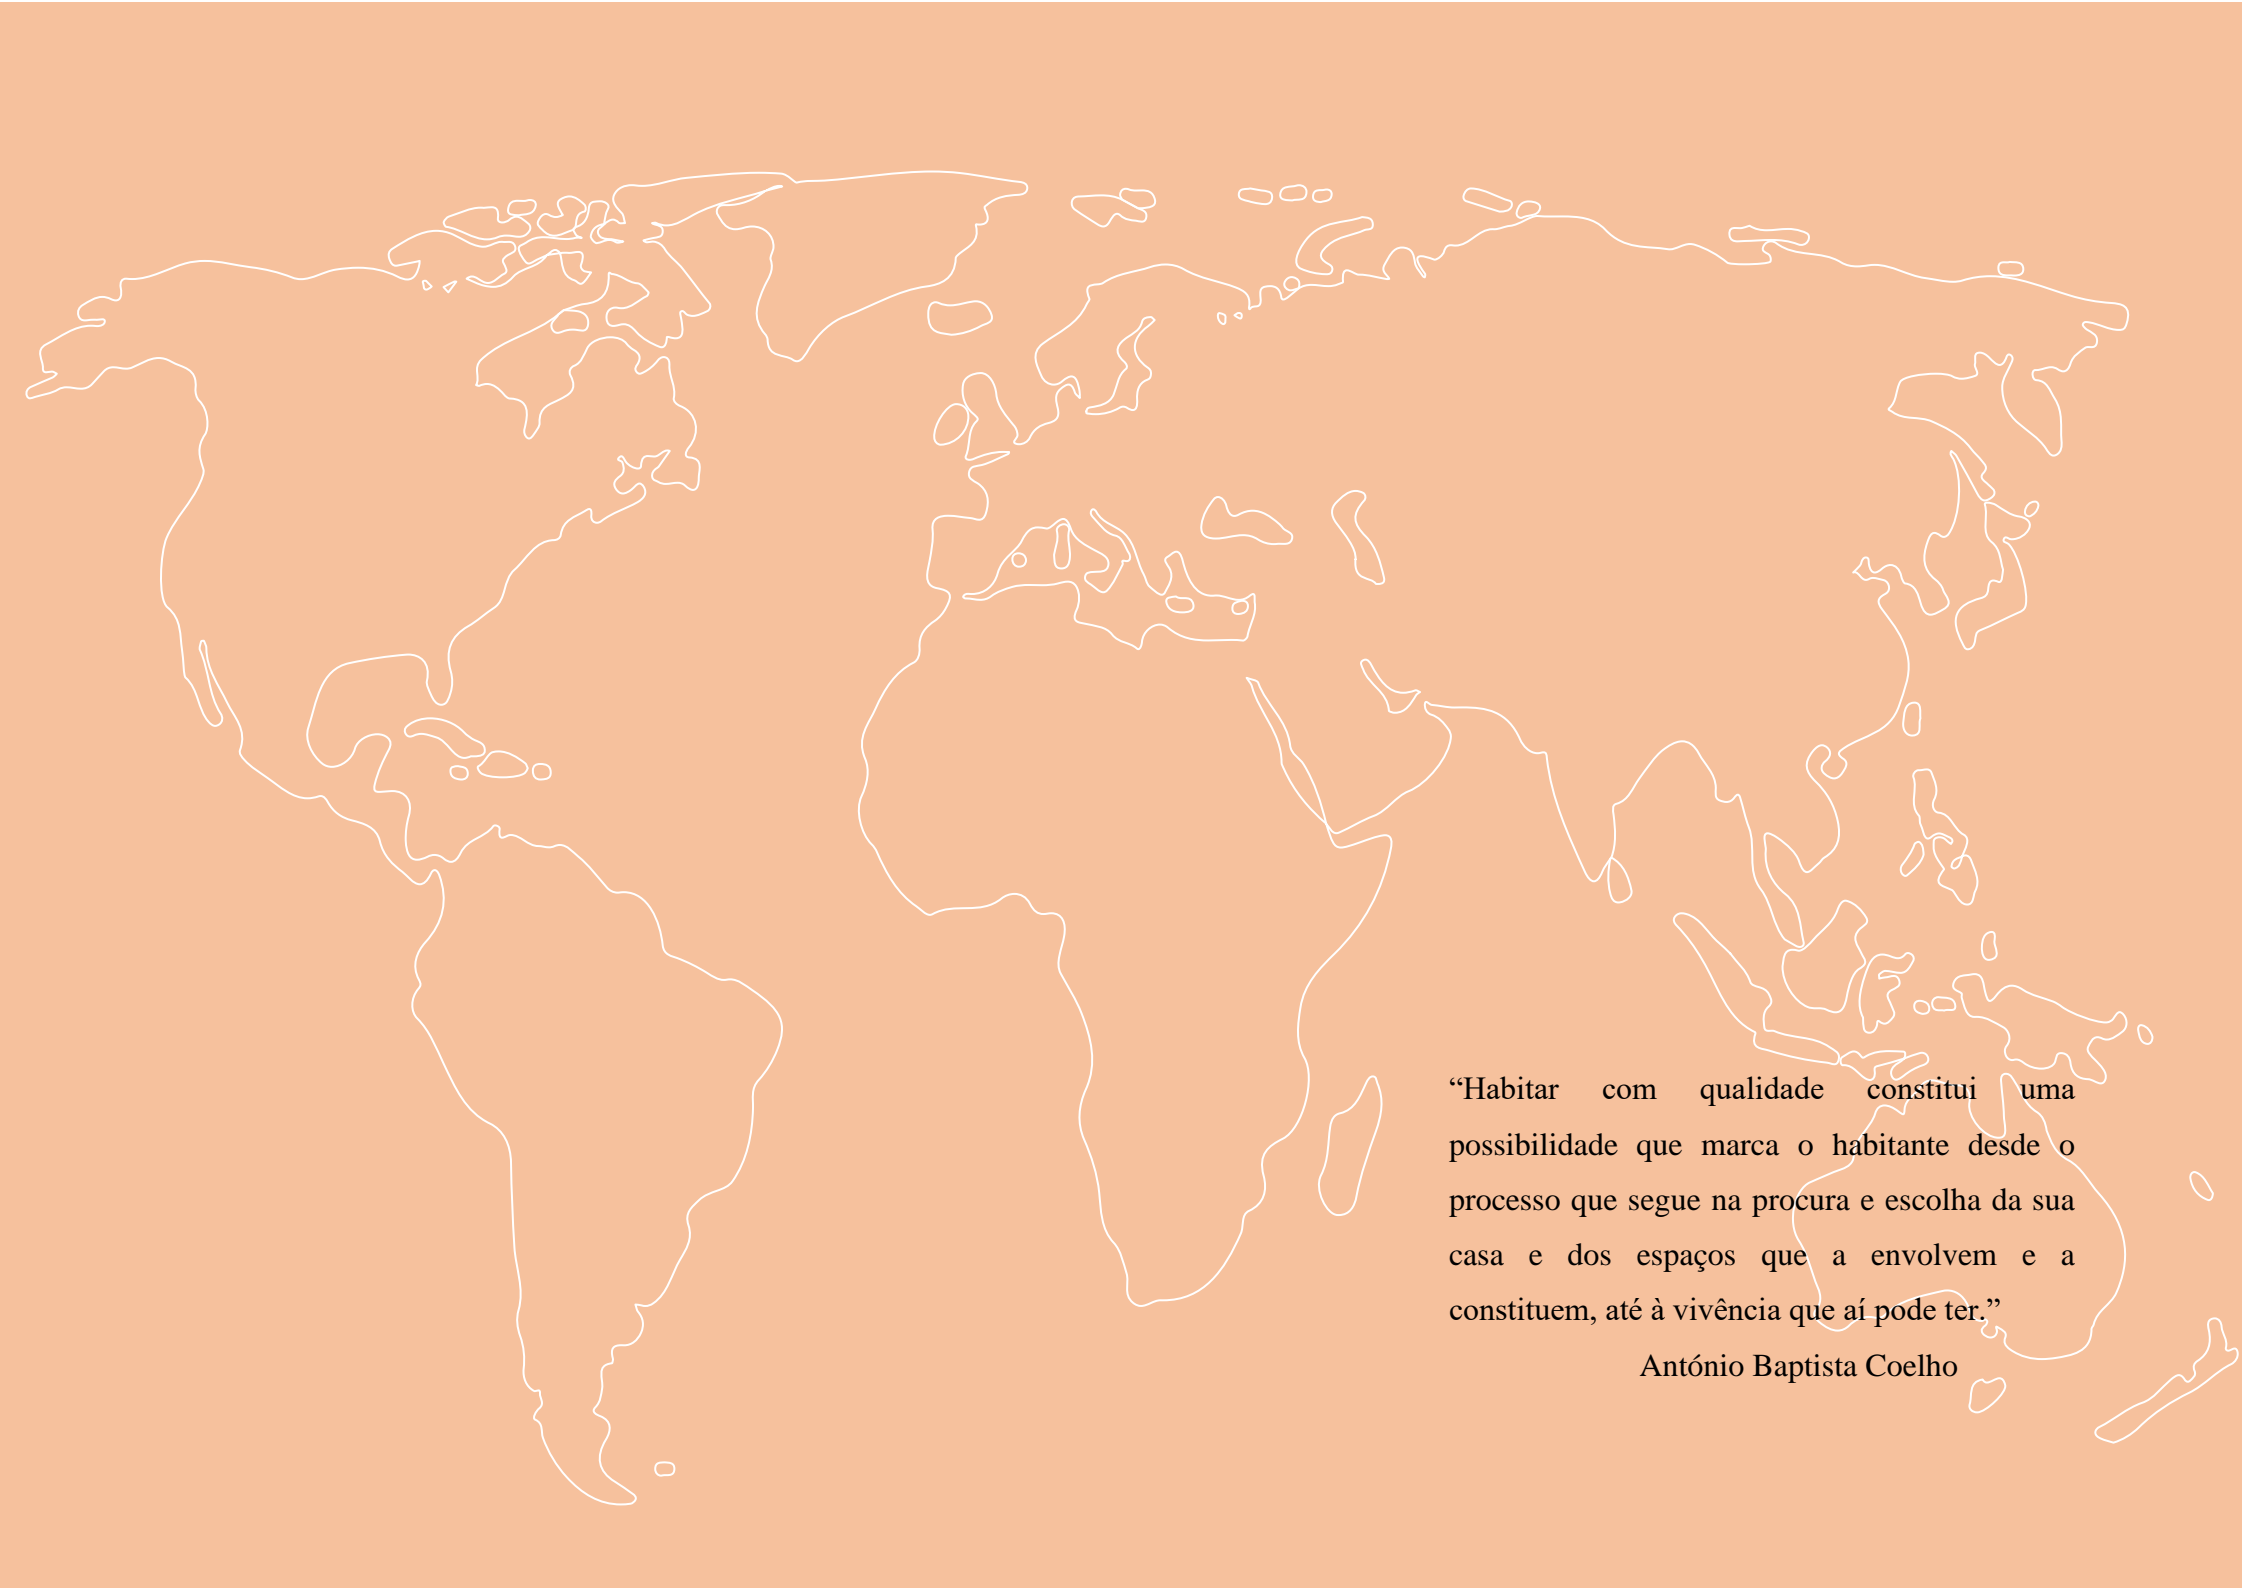 “Habitar com qualidade constitui uma
possibilidade que marca o habitante desde o
processo que segue na procura e escolha da sua
casa e dos espaços que a envolvem e a
constituem, até à vivência que aí pode ter.”
António Baptista Coelho